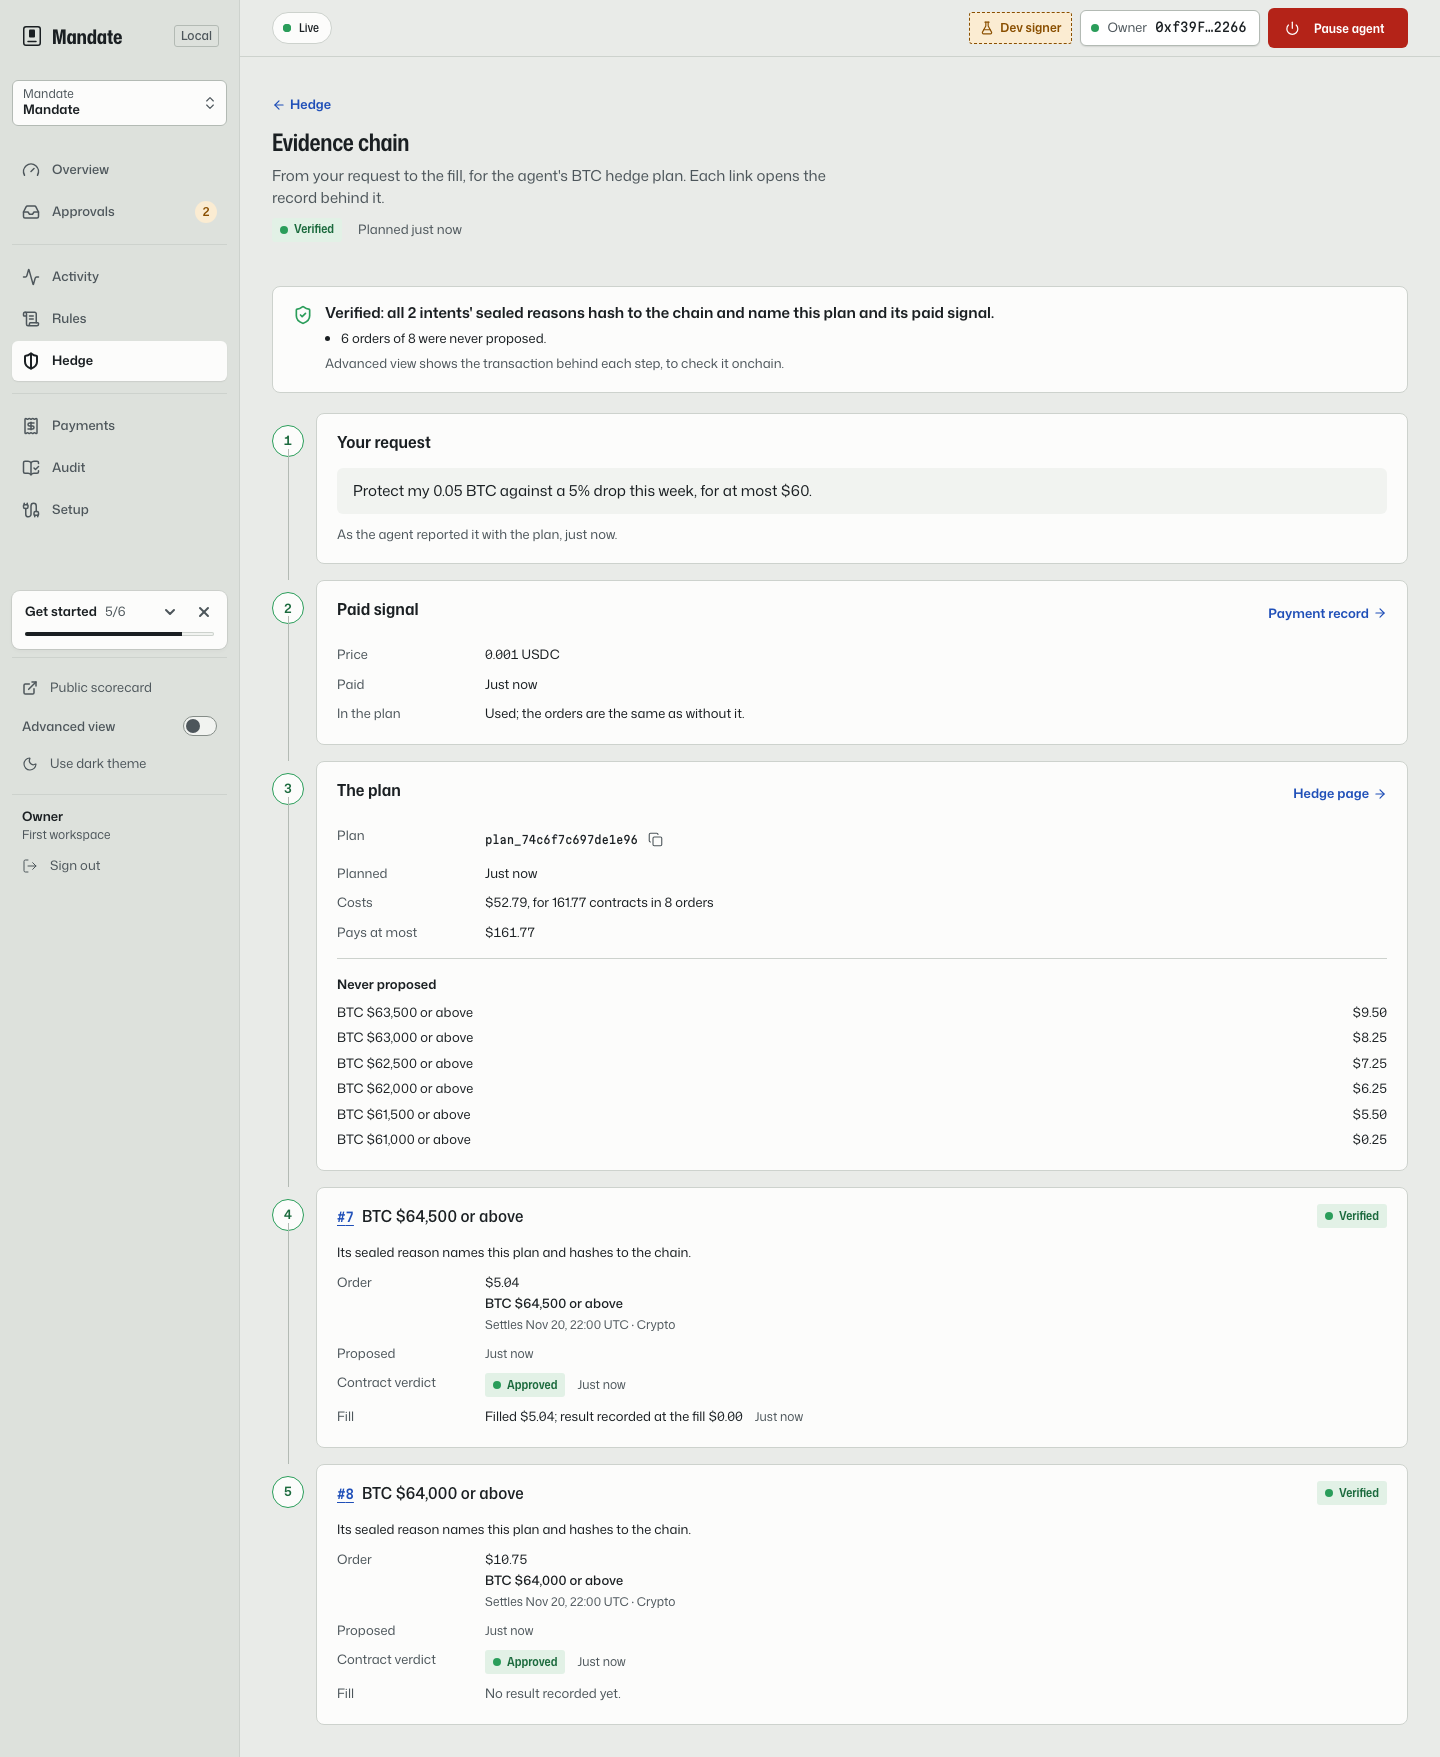 Mandate
Local
Mandate
Mandate
Overview
Approvals
2
Activity
Rules
Hedge
Payments
Audit
Setup
Get started 5/6
Public scorecard
Advanced view
Use dark theme
Owner
First workspace
Sign out
Live
Dev signer
Owner 0xf39F…2266
Pause agent
Hedge
Evidence chain
From your request to the fill, for the agent's BTC hedge plan. Each link opens the
record behind it.
Verified
Planned just now
Verified: all 2 intents' sealed reasons hash to the chain and name this plan and its paid signal.
6 orders of 8 were never proposed.
Advanced view shows the transaction behind each step, to check it onchain.
1
Your request
Protect my 0.05 BTC against a 5% drop this week, for at most $60.
As the agent reported it with the plan, just now.
2
Paid signal
Payment record
Price 0.001 USDC
Paid Just now
In the plan Used; the orders are the same as without it.
3
The plan
Hedge page
Plan plan_74c6f7c697de1e96
Planned Just now
Costs $52.79, for 161.77 contracts in 8 orders
Pays at most $161.77
Never proposed
BTC $63,500 or above $9.50
BTC $63,000 or above $8.25
BTC $62,500 or above $7.25
BTC $62,000 or above $6.25
BTC $61,500 or above $5.50
BTC $61,000 or above $0.25
4
#7 BTC $64,500 or above
Verified
Its sealed reason names this plan and hashes to the chain.
Order $5.04
BTC $64,500 or above
Settles Nov 20, 22:00 UTC · Crypto
Proposed Just now
Contract verdict Approved Just now
Fill Filled $5.04; result recorded at the fill $0.00 Just now
5
#8 BTC $64,000 or above
Verified
Its sealed reason names this plan and hashes to the chain.
Order $10.75
BTC $64,000 or above
Settles Nov 20, 22:00 UTC · Crypto
Proposed Just now
Contract verdict Approved Just now
Fill No result recorded yet.